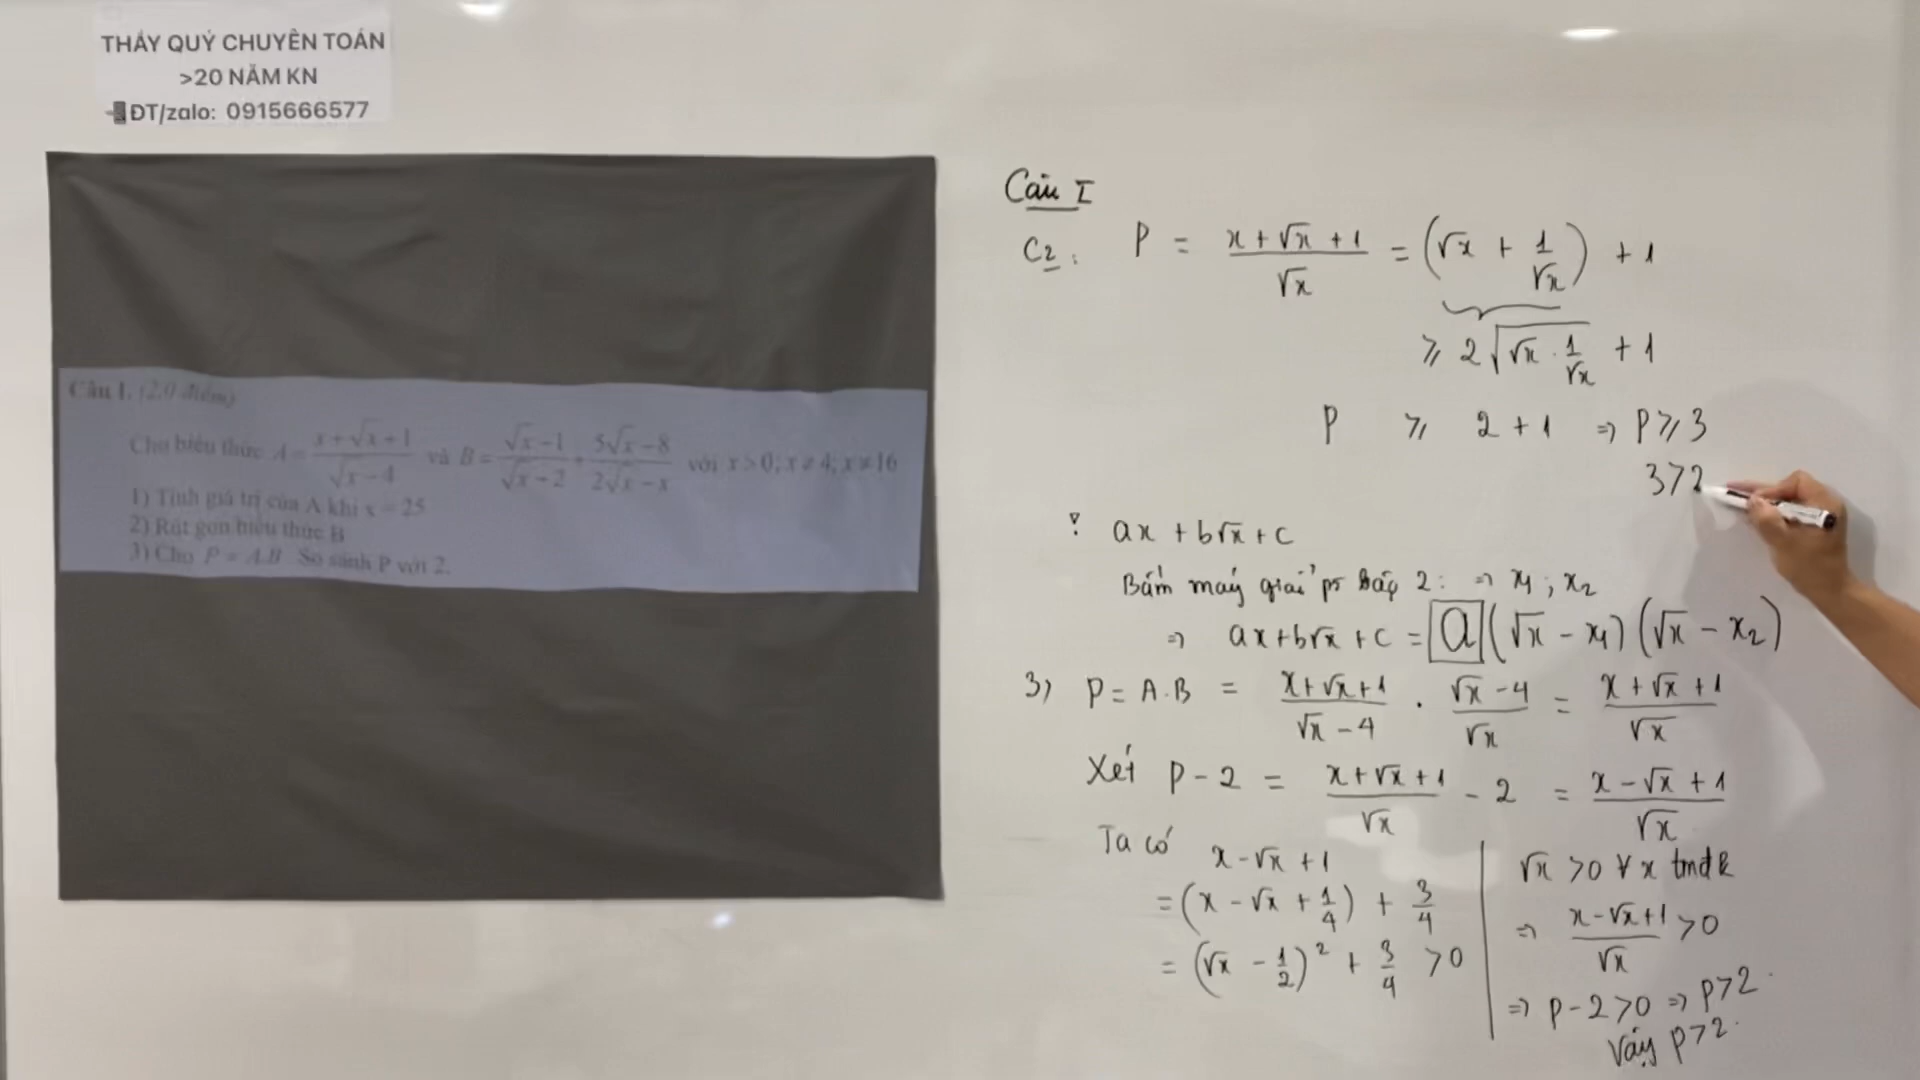 THẦY QUÝ CHUYÊN TOÁN
>20 NĂM KN
📱ĐT/zalo: 0915666577
Câu I. (2,0 điểm)
Cho biểu thức A = (x+√x+1)/(√x−4) và B = (√x−1)/(√x−2) + (5√x−8)/(2√x−x) với x>0; x≠4; x≠16
1) Tính giá trị của A khi x = 25
2) Rút gọn biểu thức B
3) Cho P = A.B So sánh P với 2.
Câu I
C2: P = (x+√x+1)/√x = (√x + 1/√x) + 1
⩾ 2√(√x · 1/√x) + 1
P ⩾ 2+1 ⇒ P⩾3
3>2
ax + b√x + c
Bấm máy giải pt bậc 2: ⇒ x1 ; x2
⇒ ax+b√x+c = a(√x − x1)(√x − x2)
3) P = A.B = (x+√x+1)/(√x−4) · (√x−4)/√x = (x+√x+1)/√x
Xét P−2 = (x+√x+1)/√x − 2 = (x−√x+1)/√x
Ta có x−√x+1
= (x−√x+1/4) + 3/4
= (√x − 1/2)² + 3/4 >0
√x >0 ∀x tmđk
⇒ (x−√x+1)/√x >0
⇒ P−2>0 ⇒ P>2.
Vậy P>2.